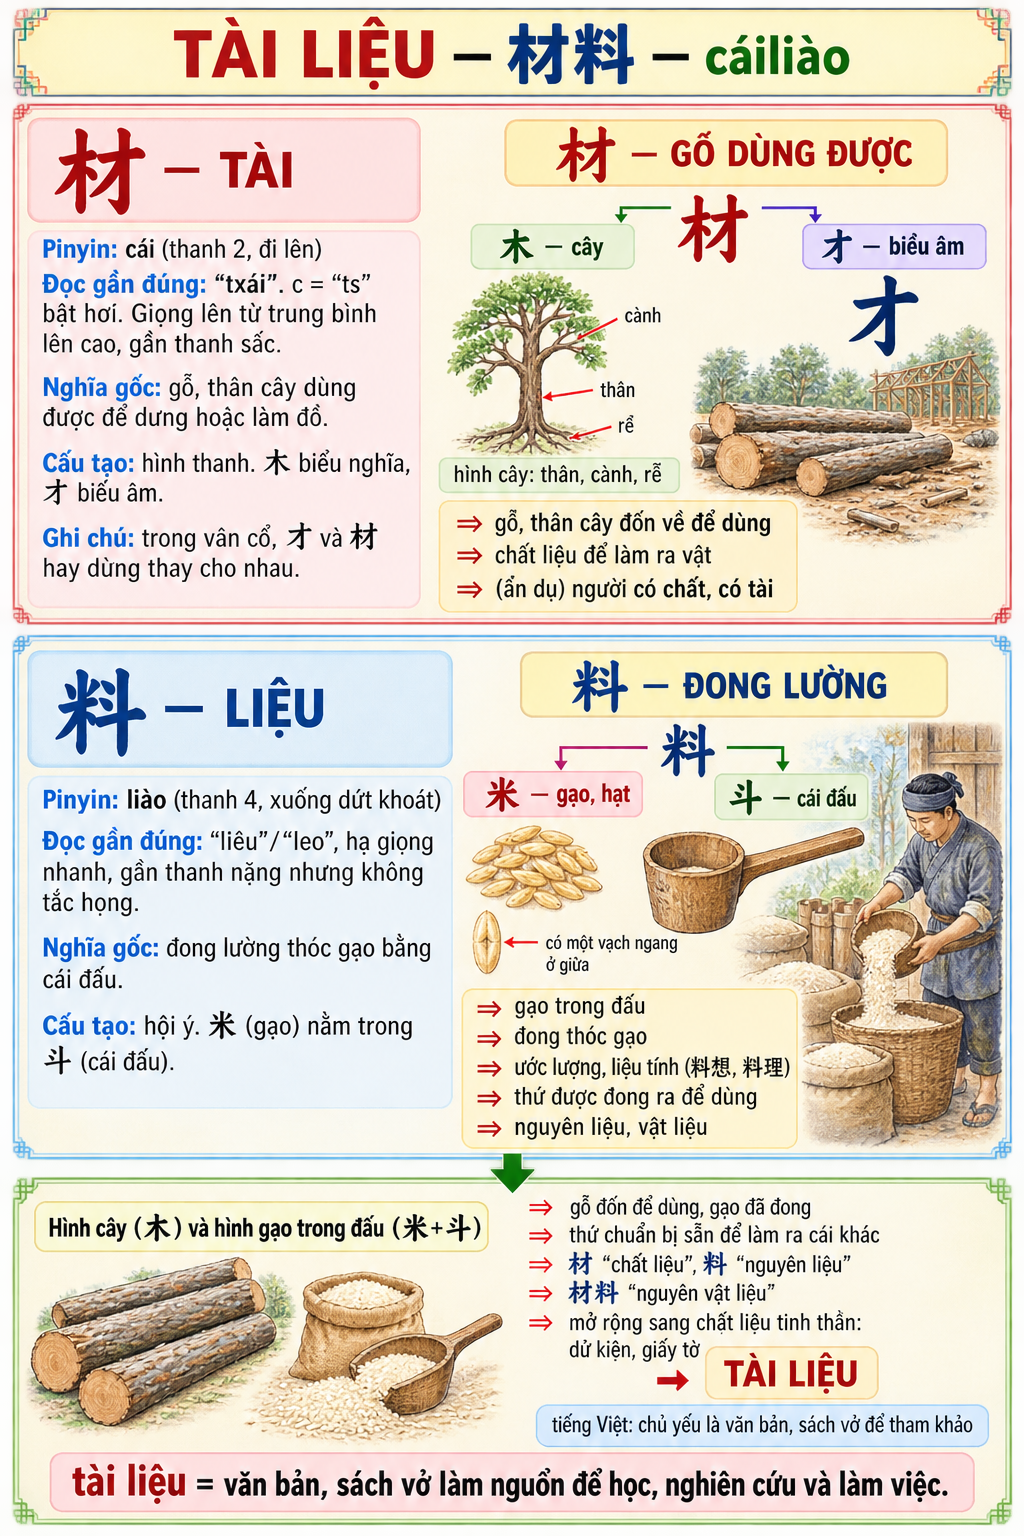 TÀI LIỆU – 材料 – cáiliào
材 – TÀI
Pinyin: cái (thanh 2, đi lên)
Đọc gần đúng: “txái”. c = “ts”
bật hơí. Giọng lên từ trung bình
lên cao, gần thanh sắc.
Nghĩa gốc: gỗ, thân cây dùng
được để dưng hoặc làm đồ.
Cấu tạo: hình thanh. 木 biểu nghĩa,
才 biếu âm.
Ghi chú: trong vân cổ, 才 và 材
hay dừng thay cho nhau.
材 – GỐ DÙNG ĐƯỢC
材
木 – cây
才 – biều âm
才
cành
thân
rể
hình cây: thân, cành, rễ
⇒ gỗ, thân cây đốn về để dùng
⇒ chất liệu để làm ra vật
⇒ (ẩn dụ) người có chất, có tài
料 – LIỆU
Pinyin: liào (thanh 4, xuống dứt khoát)
Đọc gần đúng: “liêu”/“leo”, hạ giọng
nhanh, gần thanh nặng nhưng không
tắc họng.
Nghĩa gốc: đong lường thóc gạo bằng
cái đấu.
Cấu tạo: hội ý. 米 (gạo) nằm trong
斗 (cái đấu).
料 – ĐONG LƯỜNG
料
米 – gạo, hạt
斗 – cái đấu
có một vạch ngang
ở giữa
⇒ gạo trong đấu
⇒ đong thóc gạo
⇒ ước lượng, liệu tính (料想, 料理)
⇒ thứ được đong ra để dùng
⇒ nguyên liệu, vật liệu
Hình cây (木) và hình gạo trong đấu (米+斗)
⇒ gỗ đốn để dùng, gạo đã đong
⇒ thứ chuẩn bị sẵn để làm ra cái khác
⇒ 材 “chất liệu”, 料 “nguyên liệu”
⇒ 材料 “nguyên vật liệu”
⇒ mở rộng sang chất liệu tinh thần:
dử kiện, giấy tờ
→ TÀI LIỆU
tiếng Việt: chủ yếu là văn bản, sách vở để tham khảo
tài liệu = văn bản, sách vở làm nguồn để học, nghiên cứu và làm việc.